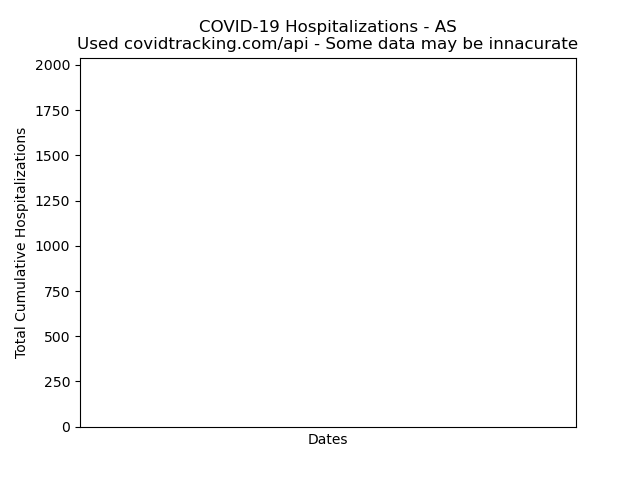 COVID-19 Hospitalizations - AS
Used covidtracking.com/api - Some data may be innacurate
Total Cumulative Hospitalizations
2000
1750
1500
1250
1000
750
500
250
0
Dates